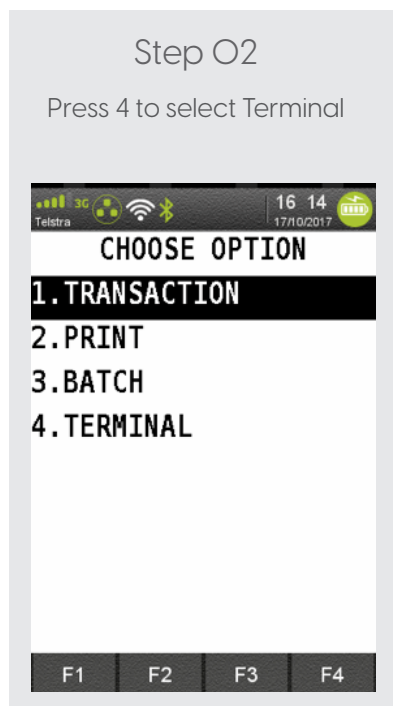 Step 02
Press 4 to select Terminal
3G 16 14
Telstra 17/10/2017
CHOOSE OPTION
1.TRANSACTION
2.PRINT
3.BATCH
4.TERMINAL
F1 F2 F3 F4